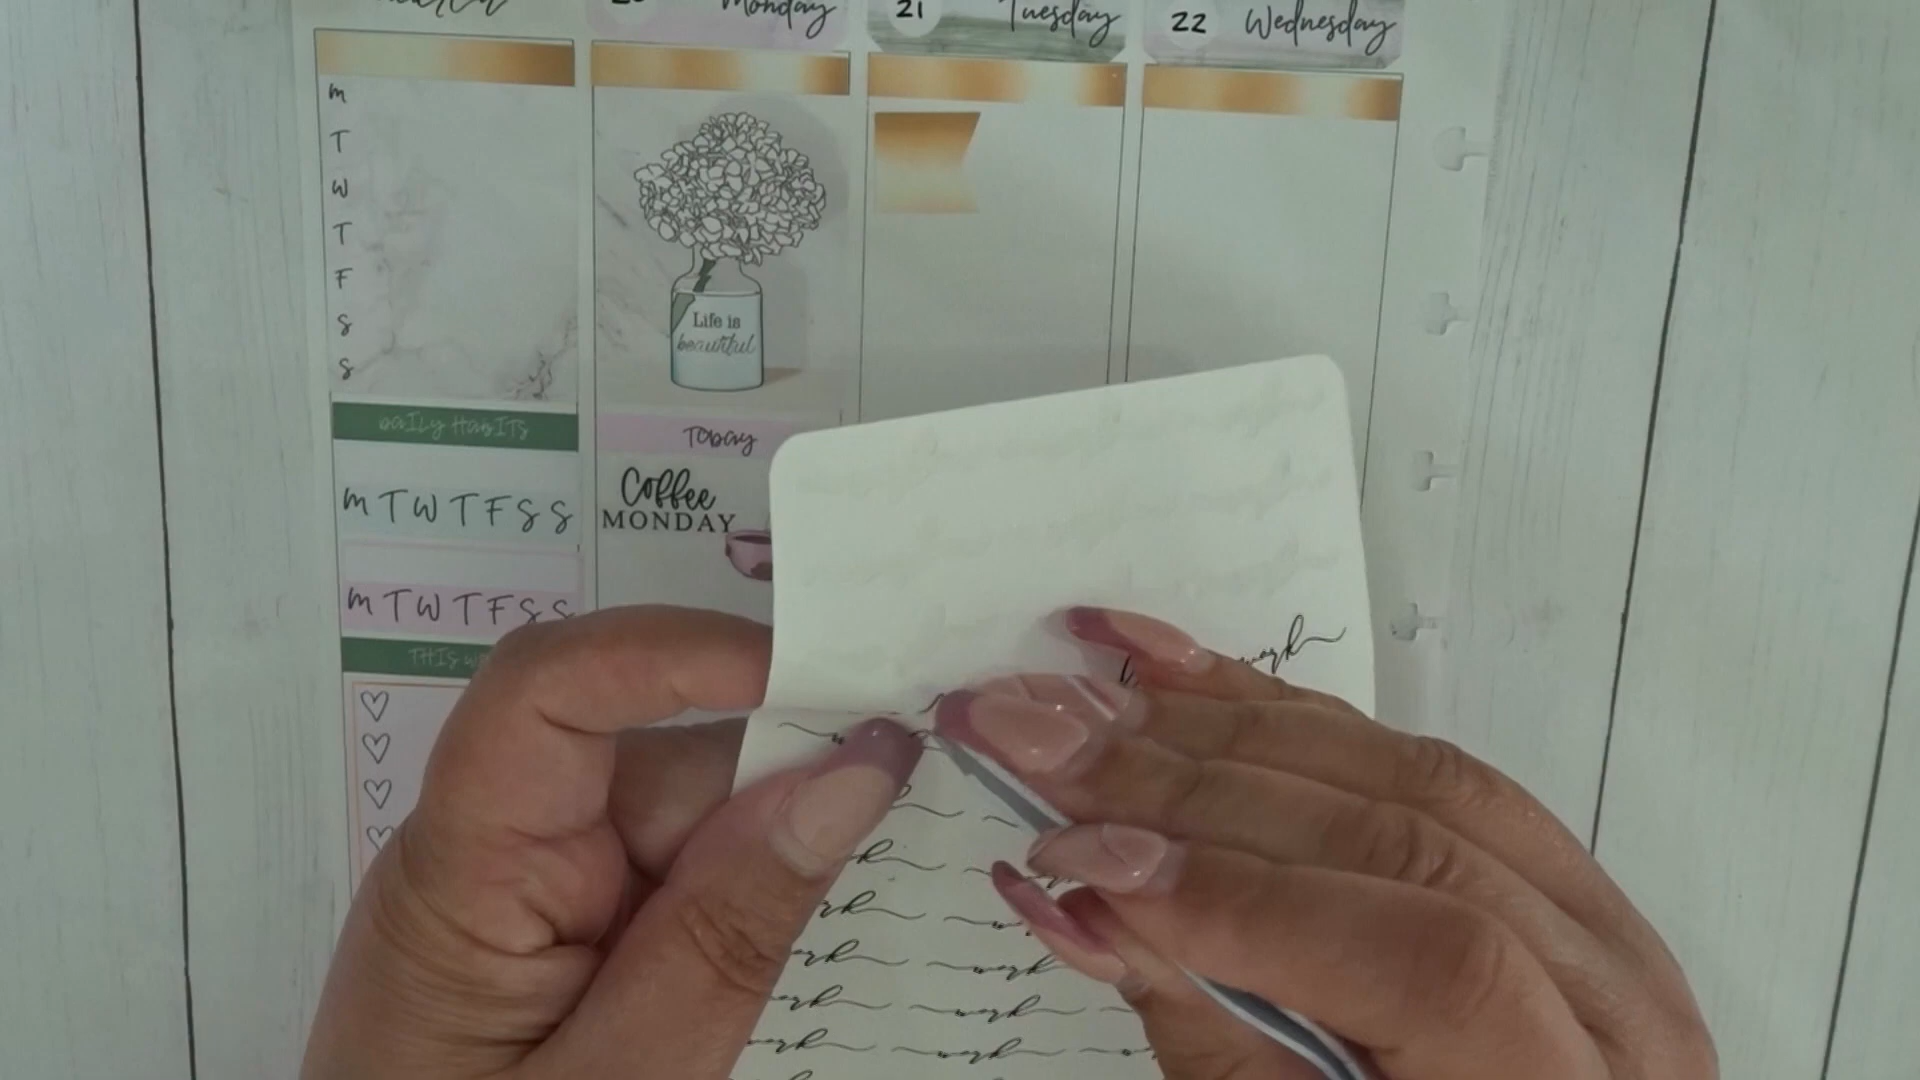 Monday
21 Tuesday
22 Wednesday
M
T
W
T
F
S
S
Life is
beautiful
DAILY HABITS
TODAY
Coffee
MONDAY
M T W T F S S
M T W T F S S
THIS
work
work
work
work
work
work
work